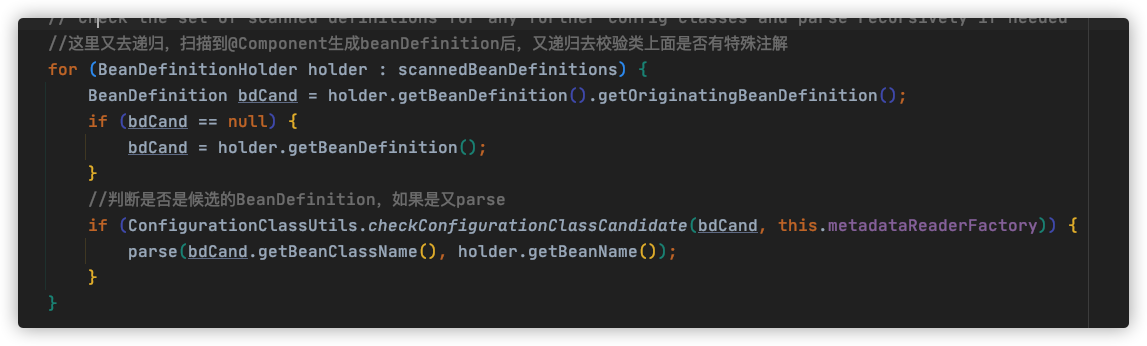 // Check the set of scanned definitions for any further config classes and parse recursively if needed
//这里又去递归，扫描到@Component生成beanDefinition后，又递归去校验类上面是否有特殊注解
for (BeanDefinitionHolder holder : scannedBeanDefinitions) {
BeanDefinition bdCand = holder.getBeanDefinition().getOriginatingBeanDefinition();
if (bdCand == null) {
bdCand = holder.getBeanDefinition();
}
//判断是否是候选的BeanDefinition，如果是又parse
if (ConfigurationClassUtils.checkConfigurationClassCandidate(bdCand, this.metadataReaderFactory)) {
parse(bdCand.getBeanClassName(), holder.getBeanName());
}
}